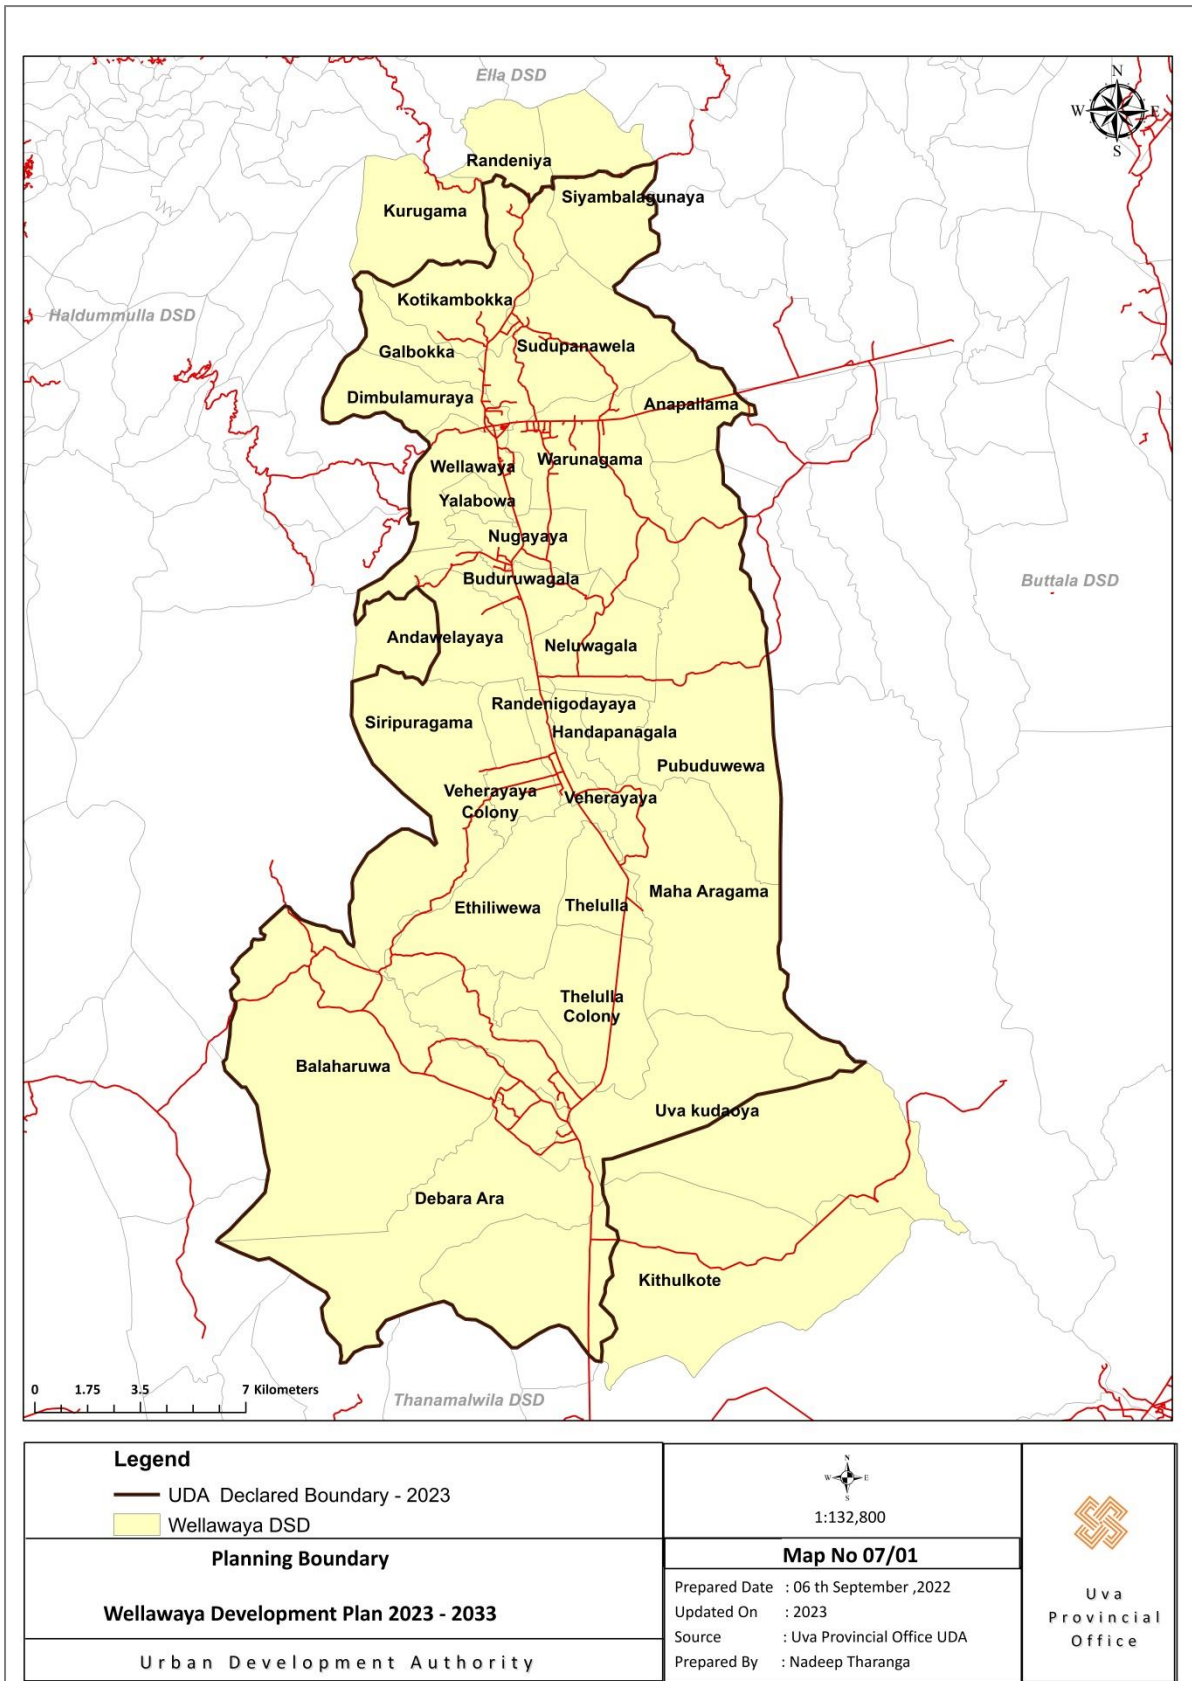 Ella DSD
N
W E
S
Randeniya
Siyambalagunaya
Kurugama
Kotikambokka
Haldummulla DSD
Sudupanawela
Galbokka
Dimbulamuraya
Anapallama
Warunagama
Wellawaya
Yalabowa
Nugayaya
Buduruwagala
Buttala DSD
Andawelayaya
Neluwagala
Randenigodayaya
Siripuragama
Handapanagala
Pubuduwewa
Veherayaya
Colony
Veherayaya
Maha Aragama
Ethiliwewa
Thelulla
Thelulla
Colony
Balaharuwa
Uva kudaoya
Debara Ara
Kithulkote
0 1.75 3.5 7 Kilometers
Thanamalwila DSD
Legend
UDA Declared Boundary - 2023
Wellawaya DSD
Planning Boundary
Wellawaya Development Plan 2023 - 2033
Urban Development Authority
N
W E
S
1:132,800
Map No 07/01
Prepared Date : 06 th September ,2022
Updated On : 2023
Source : Uva Provincial Office UDA
Prepared By : Nadeep Tharanga
Uva
Provincial
Office